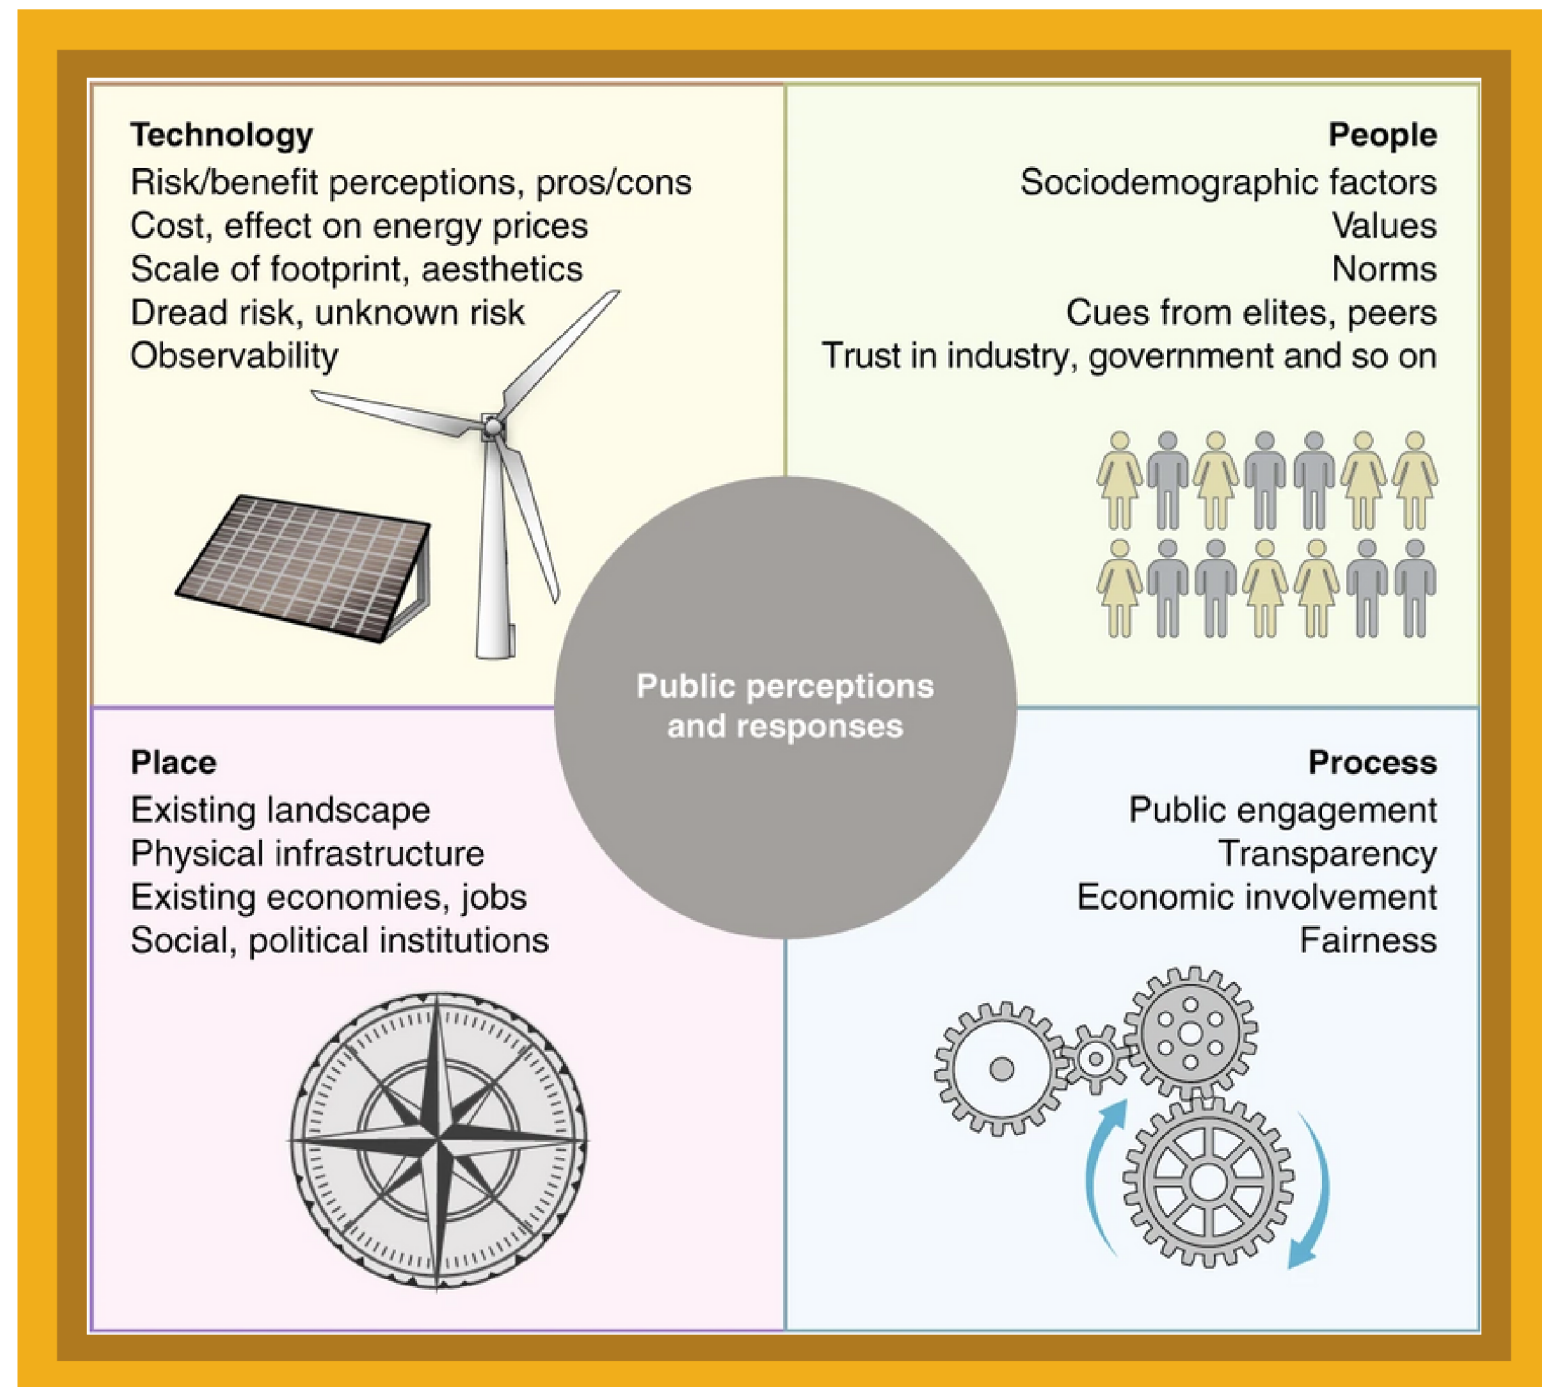 Technology
Risk/benefit perceptions, pros/cons
Cost, effect on energy prices
Scale of footprint, aesthetics
Dread risk, unknown risk
Observability
People
Sociodemographic factors
Values
Norms
Cues from elites, peers
Trust in industry, government and so on
Public perceptions
and responses
Place
Existing landscape
Physical infrastructure
Existing economies, jobs
Social, political institutions
Process
Public engagement
Transparency
Economic involvement
Fairness